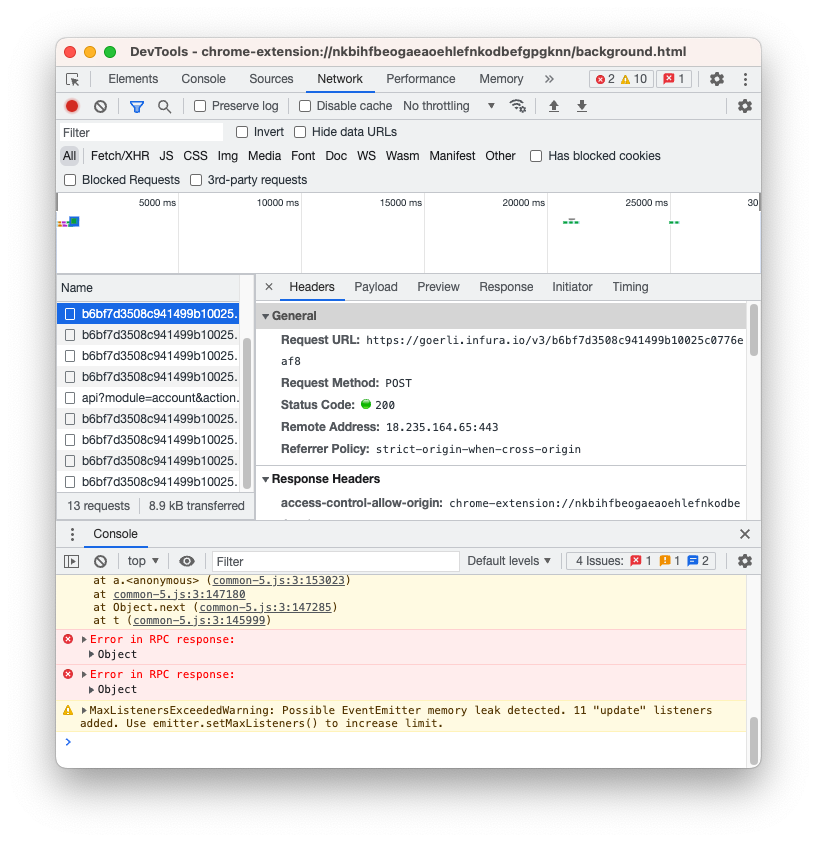 DevTools - chrome-extension://nkbihfbeogaeaoehlefnkodbefgpgknn/background.html
Elements Console Sources Network Performance Memory » 2 10 1
Preserve log Disable cache No throttling
Filter Invert Hide data URLs
All Fetch/XHR JS CSS Img Media Font Doc WS Wasm Manifest Other Has blocked cookies
Blocked Requests 3rd-party requests
5000 ms 10000 ms 15000 ms 20000 ms 25000 ms 30
Name
b6bf7d3508c941499b10025.
b6bf7d3508c941499b10025.
b6bf7d3508c941499b10025.
b6bf7d3508c941499b10025.
api?module=account&action.
b6bf7d3508c941499b10025.
b6bf7d3508c941499b10025.
b6bf7d3508c941499b10025.
b6bf7d3508c941499b10025.
13 requests 8.9 kB transferred
× Headers Payload Preview Response Initiator Timing
General
Request URL: https://goerli.infura.io/v3/b6bf7d3508c941499b10025c0776e
af8
Request Method: POST
Status Code: 200
Remote Address: 18.235.164.65:443
Referrer Policy: strict-origin-when-cross-origin
Response Headers
access-control-allow-origin: chrome-extension://nkbihfbeogaeaoehlefnkodbe
Console
top Filter Default levels 4 Issues: 1 1 2
at a.<anonymous> (common-5.js:3:153023)
at common-5.js:3:147180
at Object.next (common-5.js:3:147285)
at t (common-5.js:3:145999)
Error in RPC response:
Object
Error in RPC response:
Object
MaxListenersExceededWarning: Possible EventEmitter memory leak detected. 11 "update" listeners
added. Use emitter.setMaxListeners() to increase limit.